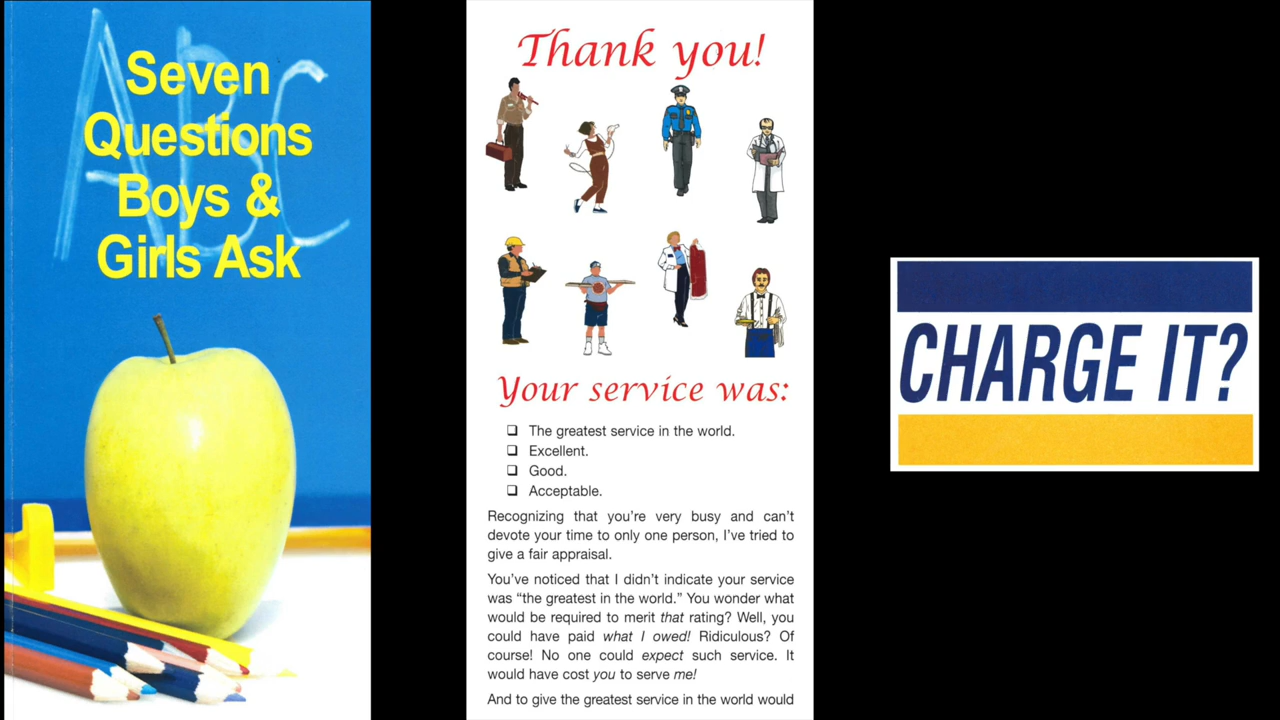 ABC
Seven
Questions
Boys &
Girls Ask
Thank you!
Your service was:
❑ The greatest service in the world.
❑ Excellent.
❑ Good.
❑ Acceptable.
Recognizing that you're very busy and can't
devote your time to only one person, I've tried to
give a fair appraisal.
You've noticed that I didn't indicate your service
was “the greatest in the world.” You wonder what
would be required to merit that rating? Well, you
could have paid what I owed! Ridiculous? Of
course! No one could expect such service. It
would have cost you to serve me!
And to give the greatest service in the world would
CHARGE IT?